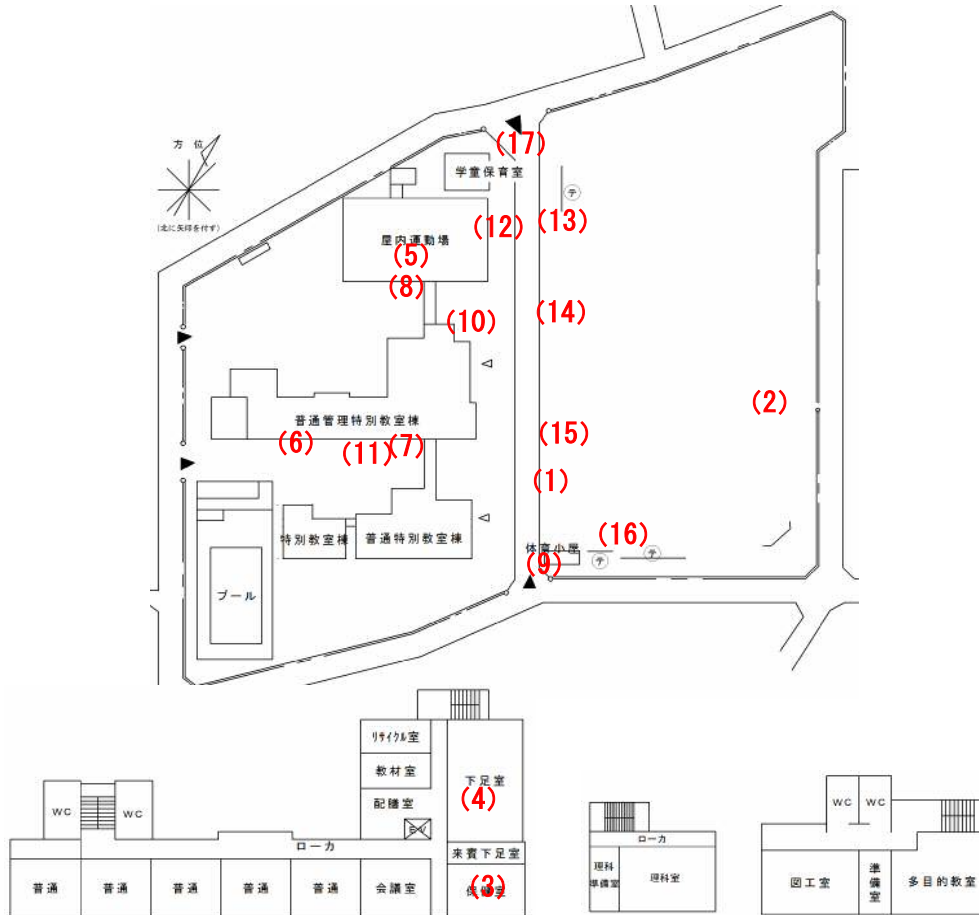 (17)
方位
学童保育室
テ
(北に矢印を付す)
(12)
(13)
屋内運動場
(5)
(8)
(14)
(10)
(2)
普通管理特別教室棟
(6)
(11)
(7)
(15)
(1)
(16)
特別教室棟
普通特別教室棟
体育小屋
テ
テ
(9)
プール
リサイクル室
教材室
下足室
(4)
配膳室
WC
WC
EV
ローカ
来賓下足室
普通
普通
普通
普通
普通
会議室
保健室
(3)
ローカ
理科
準備室
理科室
WC
WC
図工室
準備室
多目的教室